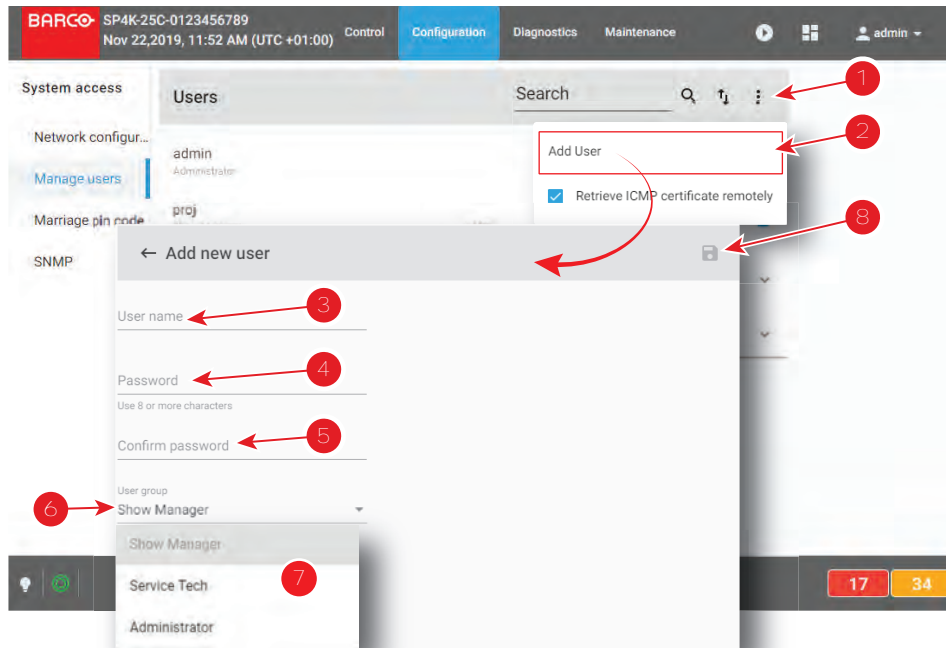 BARCO
SP4K-25C-0123456789
Nov 22,2019, 11:52 AM (UTC +01:00)
Control
Configuration
Diagnostics
Maintenance
admin
System access
Users
Search
1
Network configur...
admin
Administrator
Add User
2
Manage users
Retrieve ICMP certificate remotely
Marriage pin code
proj
8
SNMP
Add new user
User name
3
Password
4
Use 8 or more characters
Confirm password
5
User group
6
Show Manager
Show Manager
Service Tech
7
Administrator
17
34